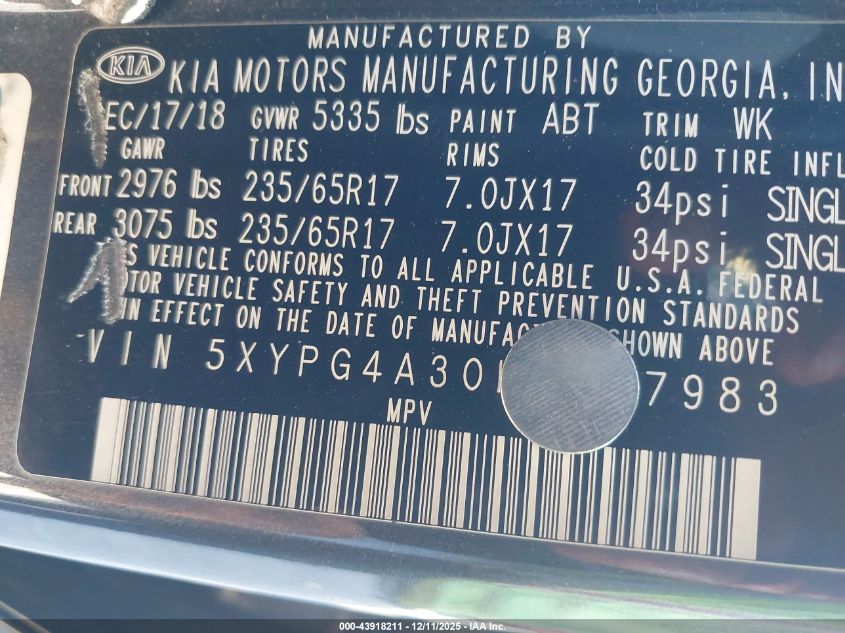 MANUFACTURED BY
KIA KIA MOTORS MANUFACTURING GEORGIA, IN
EC/17/18 GVWR 5335 lbs PAINT ABT TRIM WK
GAWR TIRES RIMS COLD TIRE INFL
FRONT 2976 lbs 235/65R17 7.0JX17 34psi SINGL
REAR 3075 lbs 235/65R17 7.0JX17 34psi SINGL
S VEHICLE CONFORMS TO ALL APPLICABLE U.S.A. FEDERAL
TOR VEHICLE SAFETY AND THEFT PREVENTION STANDARDS
IN EFFECT ON THE DATE OF MANUFA SHOWN ABOVE
VIN 5XYPG4A30 7983
MPV
000-43918211 - 12/11/2025 - IAA Inc.